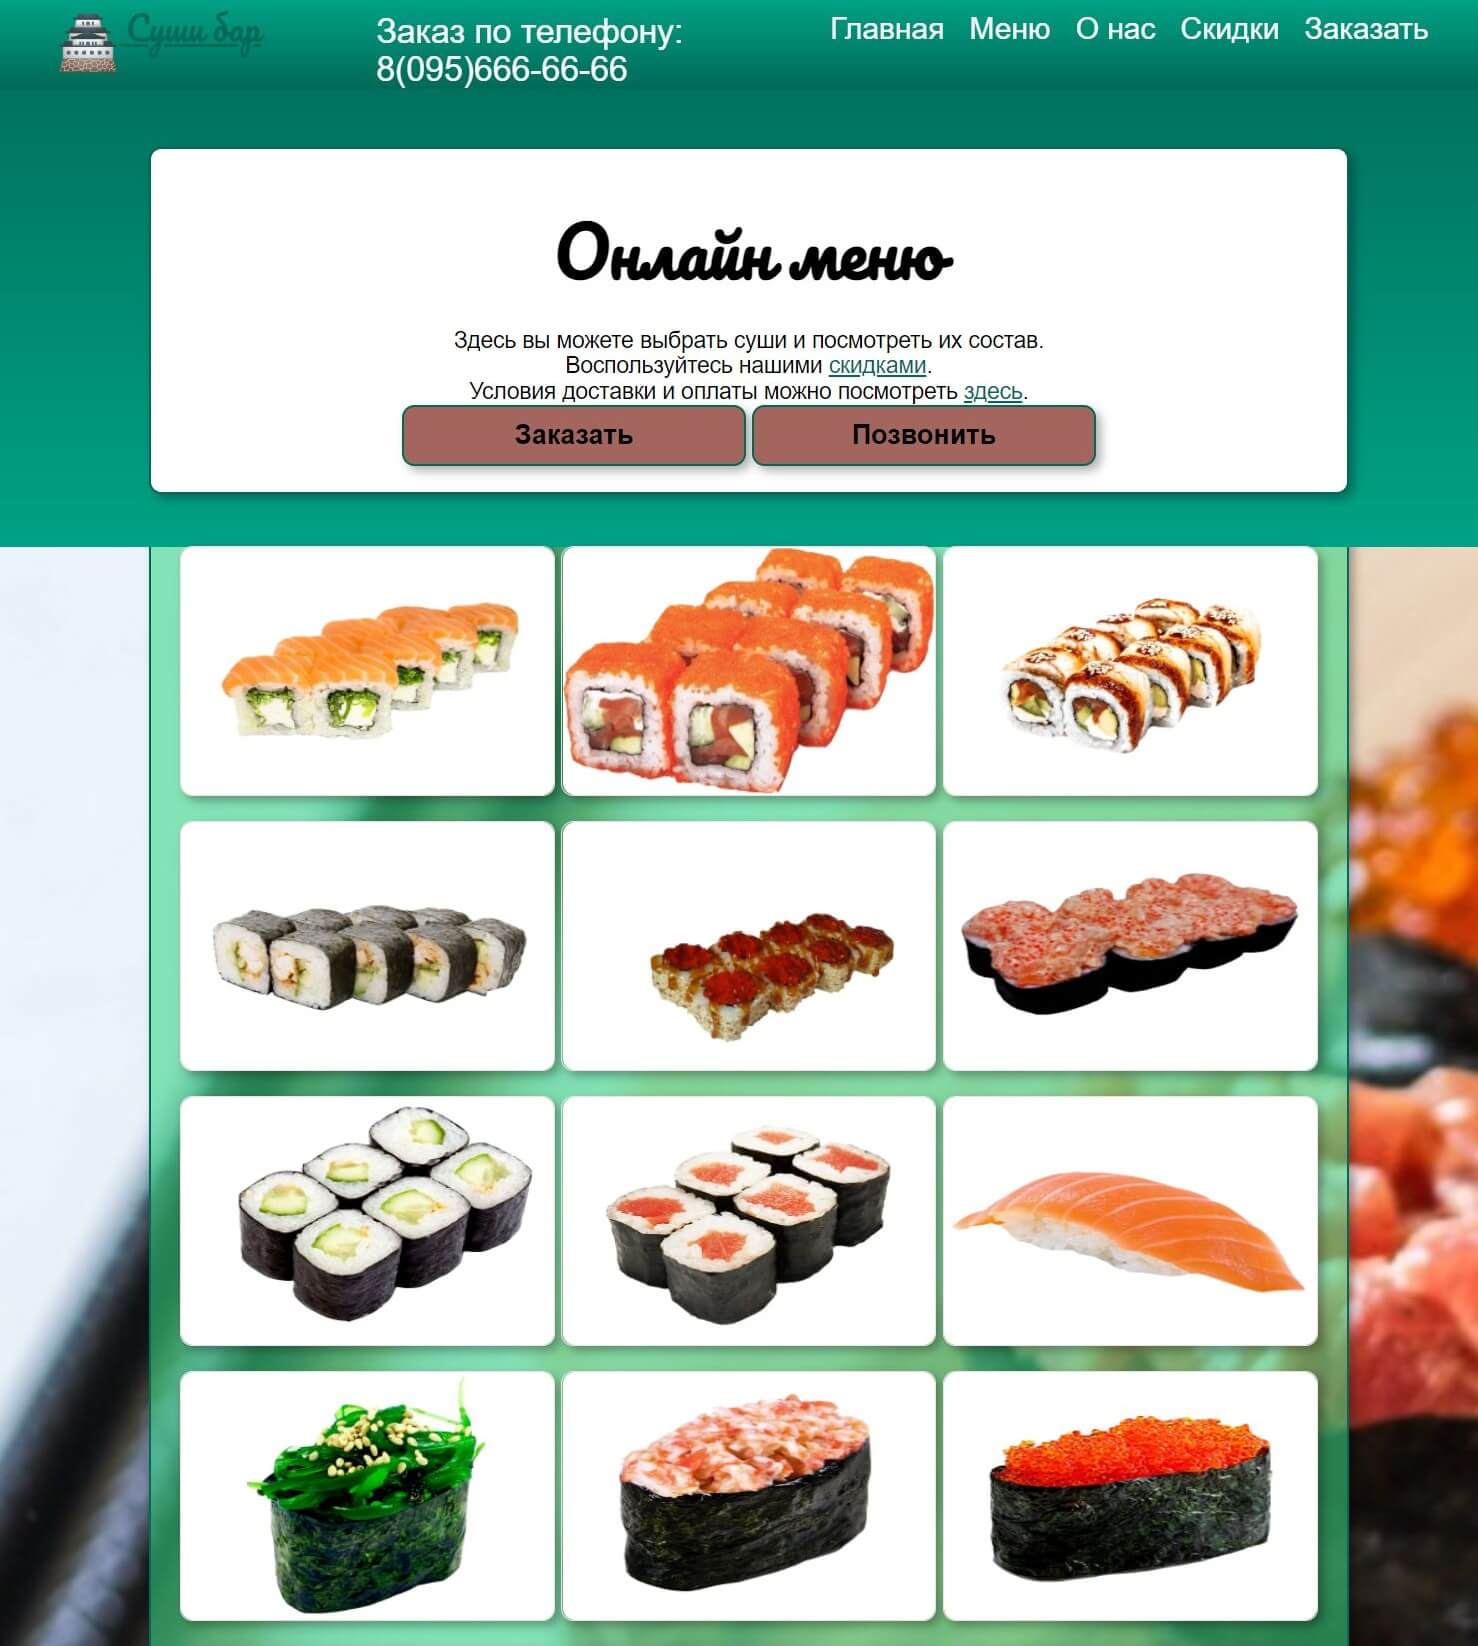 Суши бар
Заказ по телефону:
8(095)666-66-66
Главная Меню О нас Скидки Заказать
Онлайн меню
Здесь вы можете выбрать суши и посмотреть их состав.
Воспользуйтесь нашими скидками.
Условия доставки и оплаты можно посмотреть здесь.
Заказать
Позвонить